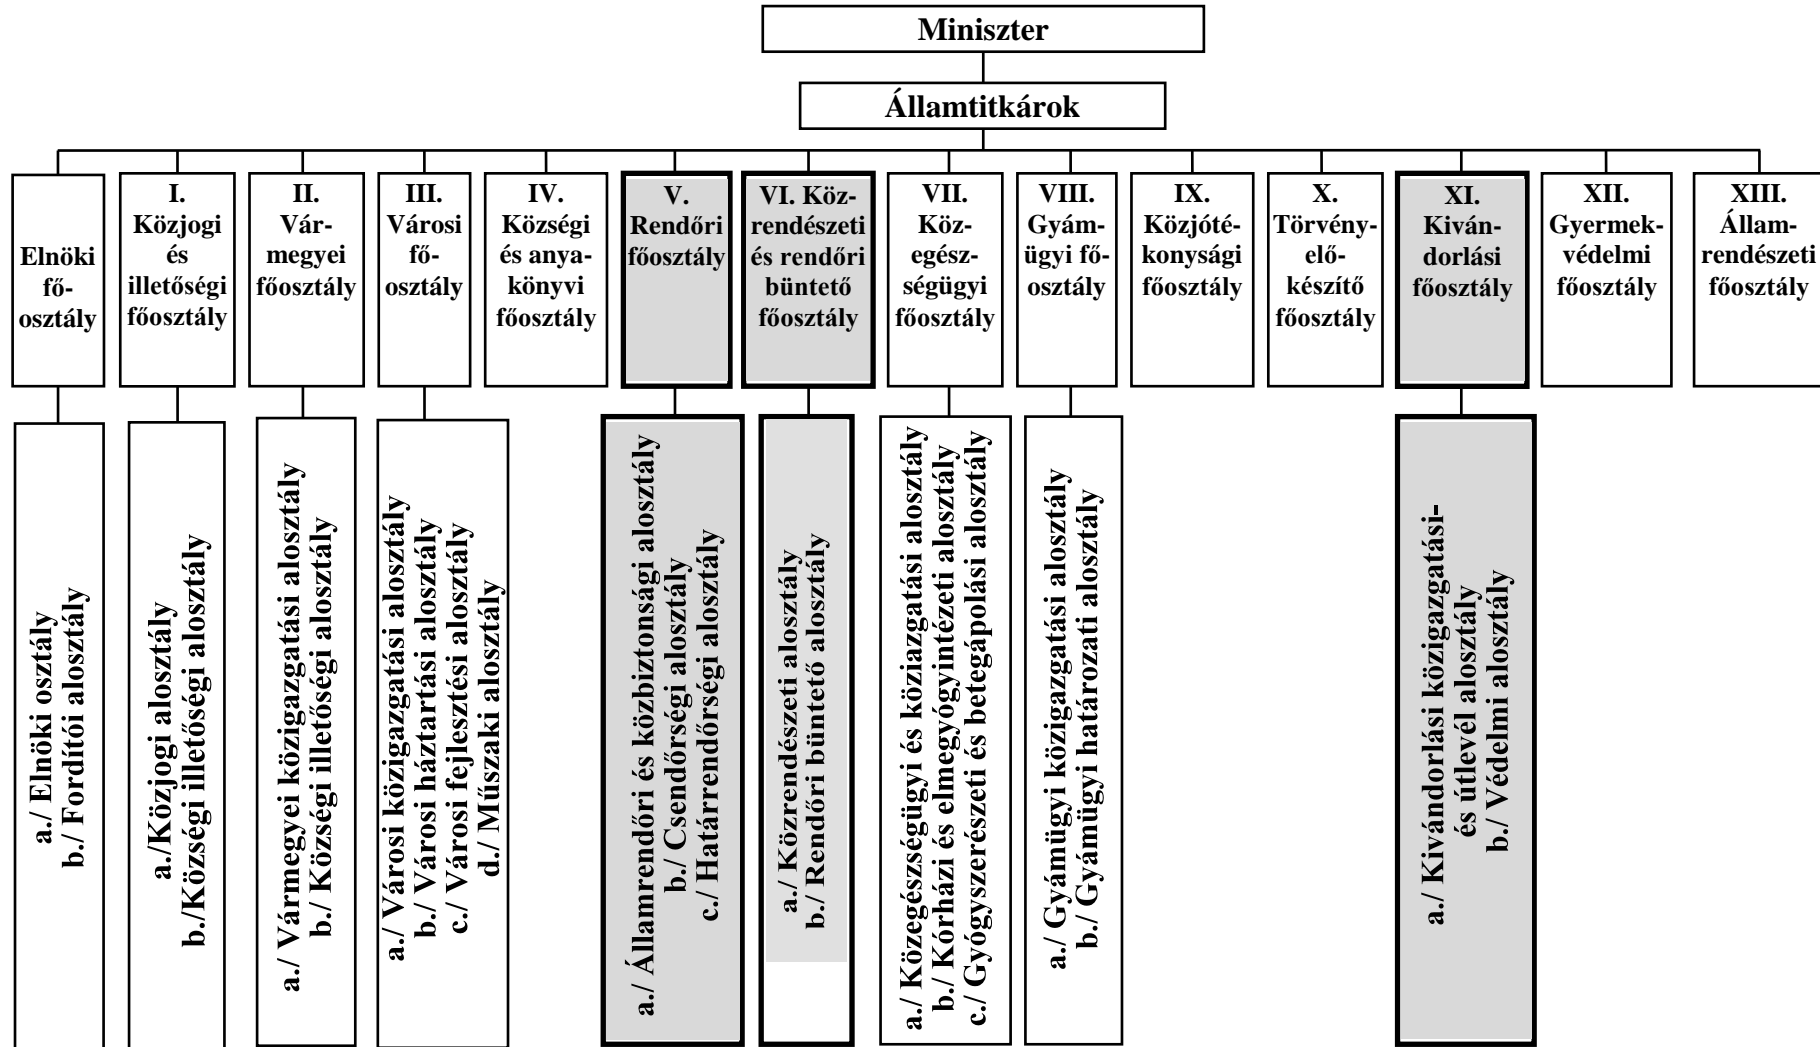 Miniszter
Államtitkárok
Elnöki
fő-
osztály
I.
Közjogi
és
illetőségi
főosztály
II.
Vár-
megyei
főosztály
III.
Városi
fő-
osztály
IV.
Községi
és anya-
könyvi
főosztály
V.
Rendőri
főosztály
VI. Köz-
rendészeti
és rendőri
büntető
főosztály
VII.
Köz-
egész-
ségügyi
főosztály
VIII.
Gyám-
ügyi fő-
osztály
IX.
Közjóté-
konysági
főosztály
X.
Törvény-
elő-
készítő
főosztály
XI.
Kiván-
dorlási
főosztály
XII.
Gyermek-
védelmi
főosztály
XIII.
Állam-
rendészeti
főosztály
a./ Elnöki osztály
b./ Fordítói alosztály
a./Közjogi alosztály
b./Községi illetőségi alosztály
a./ Vármegyei közigazgatási alosztály
b./ Községi illetőségi alosztály
a./ Városi közigazgatási alosztály
b./ Városi háztartási alosztály
c./ Városi fejlesztési alosztály
d./ Műszaki alosztály
a./ Államrendőri és közbiztonsági alosztály
b./ Csendőrségi alosztály
c./ Határrendőrségi alosztály
a./ Közrendészeti alosztály
b./ Rendőri büntető alosztály
a./ Közegészségügyi és köziazgatási alosztály
b./ Kórházi és elmegyógyintézeti alosztály
c./ Gyógyszerészeti és betegápolási alosztály
a./ Gyámügyi közigazgatási alosztály
b./ Gyámügyi határozati alosztály
a./ Kivándorlási közigazgatási-
és útlevél alosztály
b./ Védelmi alosztály